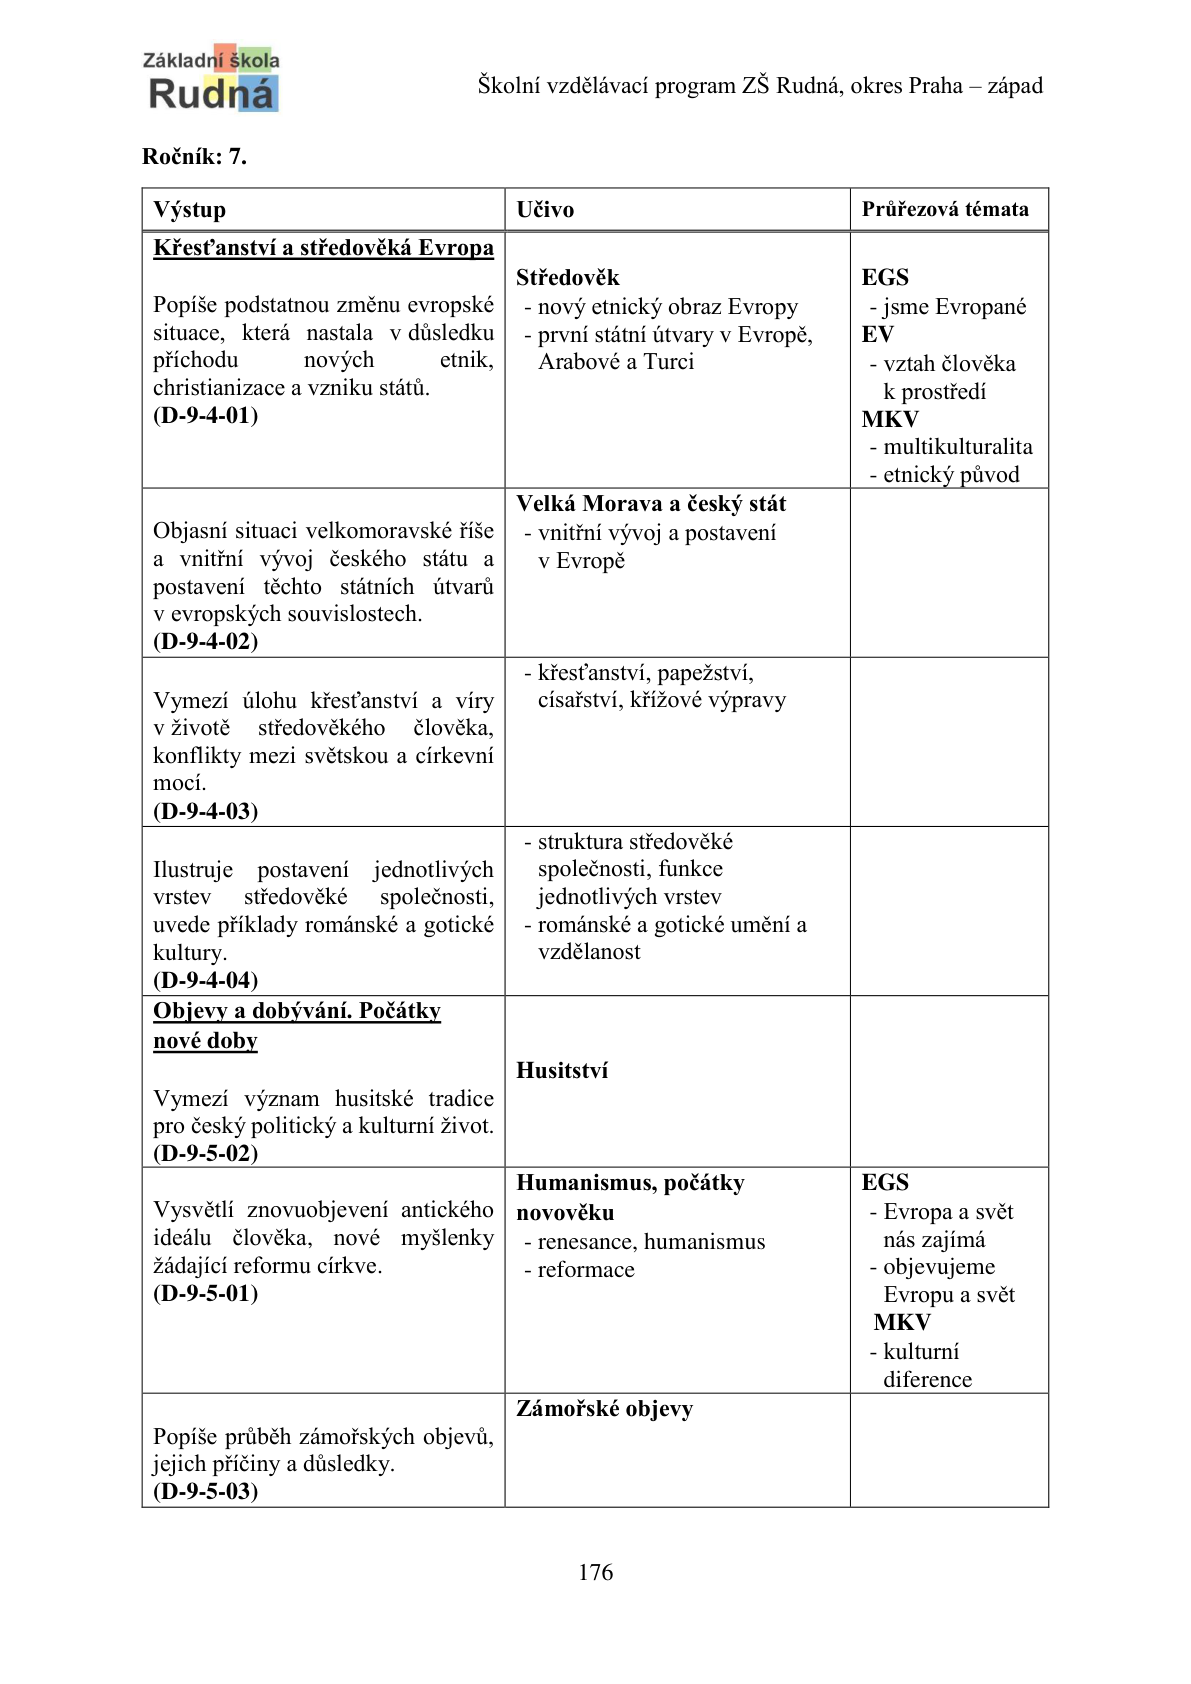 Základní škola
Rudná
Školní vzdělávací program ZŠ Rudná, okres Praha – západ
Ročník: 7.
Výstup
Učivo
Průřezová témata
Křesťanství a středověká Evropa
Popíše podstatnou změnu evropské
situace, která nastala v důsledku
příchodu nových etnik,
christianizace a vzniku států.
(D-9-4-01)
Středověk
- nový etnický obraz Evropy
- první státní útvary v Evropě,
Arabové a Turci
EGS
- jsme Evropané
EV
- vztah člověka
k prostředí
MKV
- multikulturalita
- etnický původ
Objasní situaci velkomoravské říše
a vnitřní vývoj českého státu a
postavení těchto státních útvarů
v evropských souvislostech.
(D-9-4-02)
Velká Morava a český stát
- vnitřní vývoj a postavení
v Evropě
Vymezí úlohu křesťanství a víry
v životě středověkého člověka,
konflikty mezi světskou a církevní
mocí.
(D-9-4-03)
- křesťanství, papežství,
císařství, křížové výpravy
Ilustruje postavení jednotlivých
vrstev středověké společnosti,
uvede příklady románské a gotické
kultury.
(D-9-4-04)
- struktura středověké
společnosti, funkce
jednotlivých vrstev
- románské a gotické umění a
vzdělanost
Objevy a dobývání. Počátky
nové doby
Vymezí význam husitské tradice
pro český politický a kulturní život.
(D-9-5-02)
Husitství
Vysvětlí znovuobjevení antického
ideálu člověka, nové myšlenky
žádající reformu církve.
(D-9-5-01)
Humanismus, počátky
novověku
- renesance, humanismus
- reformace
EGS
- Evropa a svět
nás zajímá
- objevujeme
Evropu a svět
MKV
- kulturní
diference
Popíše průběh zámořských objevů,
jejich příčiny a důsledky.
(D-9-5-03)
Zámořské objevy
176